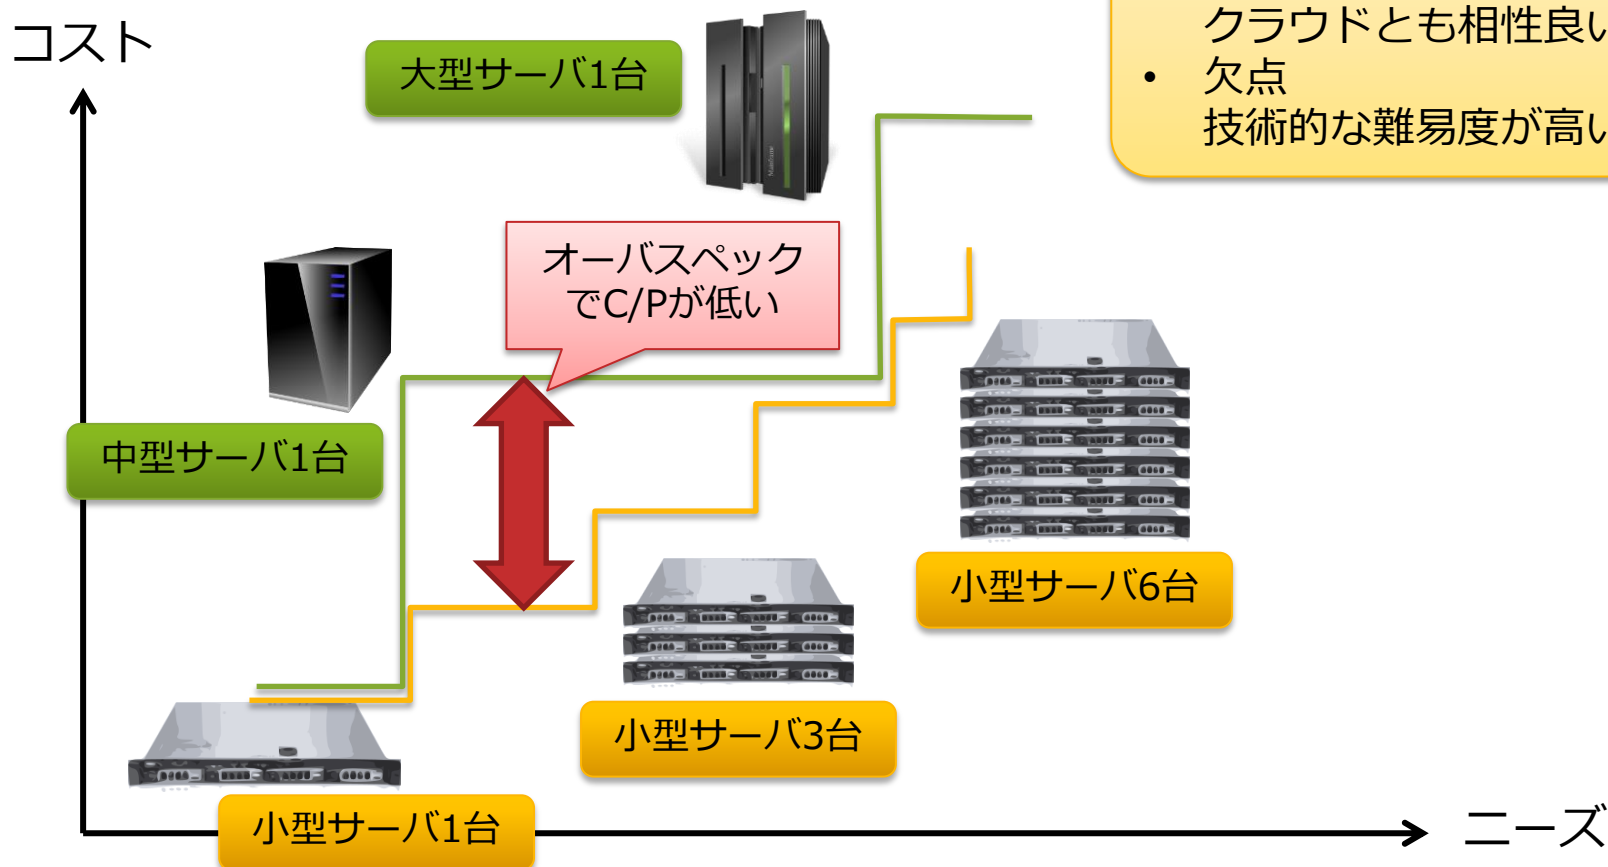 コスト
大型サーバ1台
クラウドとも相性良い
• 欠点
技術的な難易度が高い
オーバスペック
でC/Pが低い
中型サーバ1台
小型サーバ6台
小型サーバ3台
小型サーバ1台
ニーズ